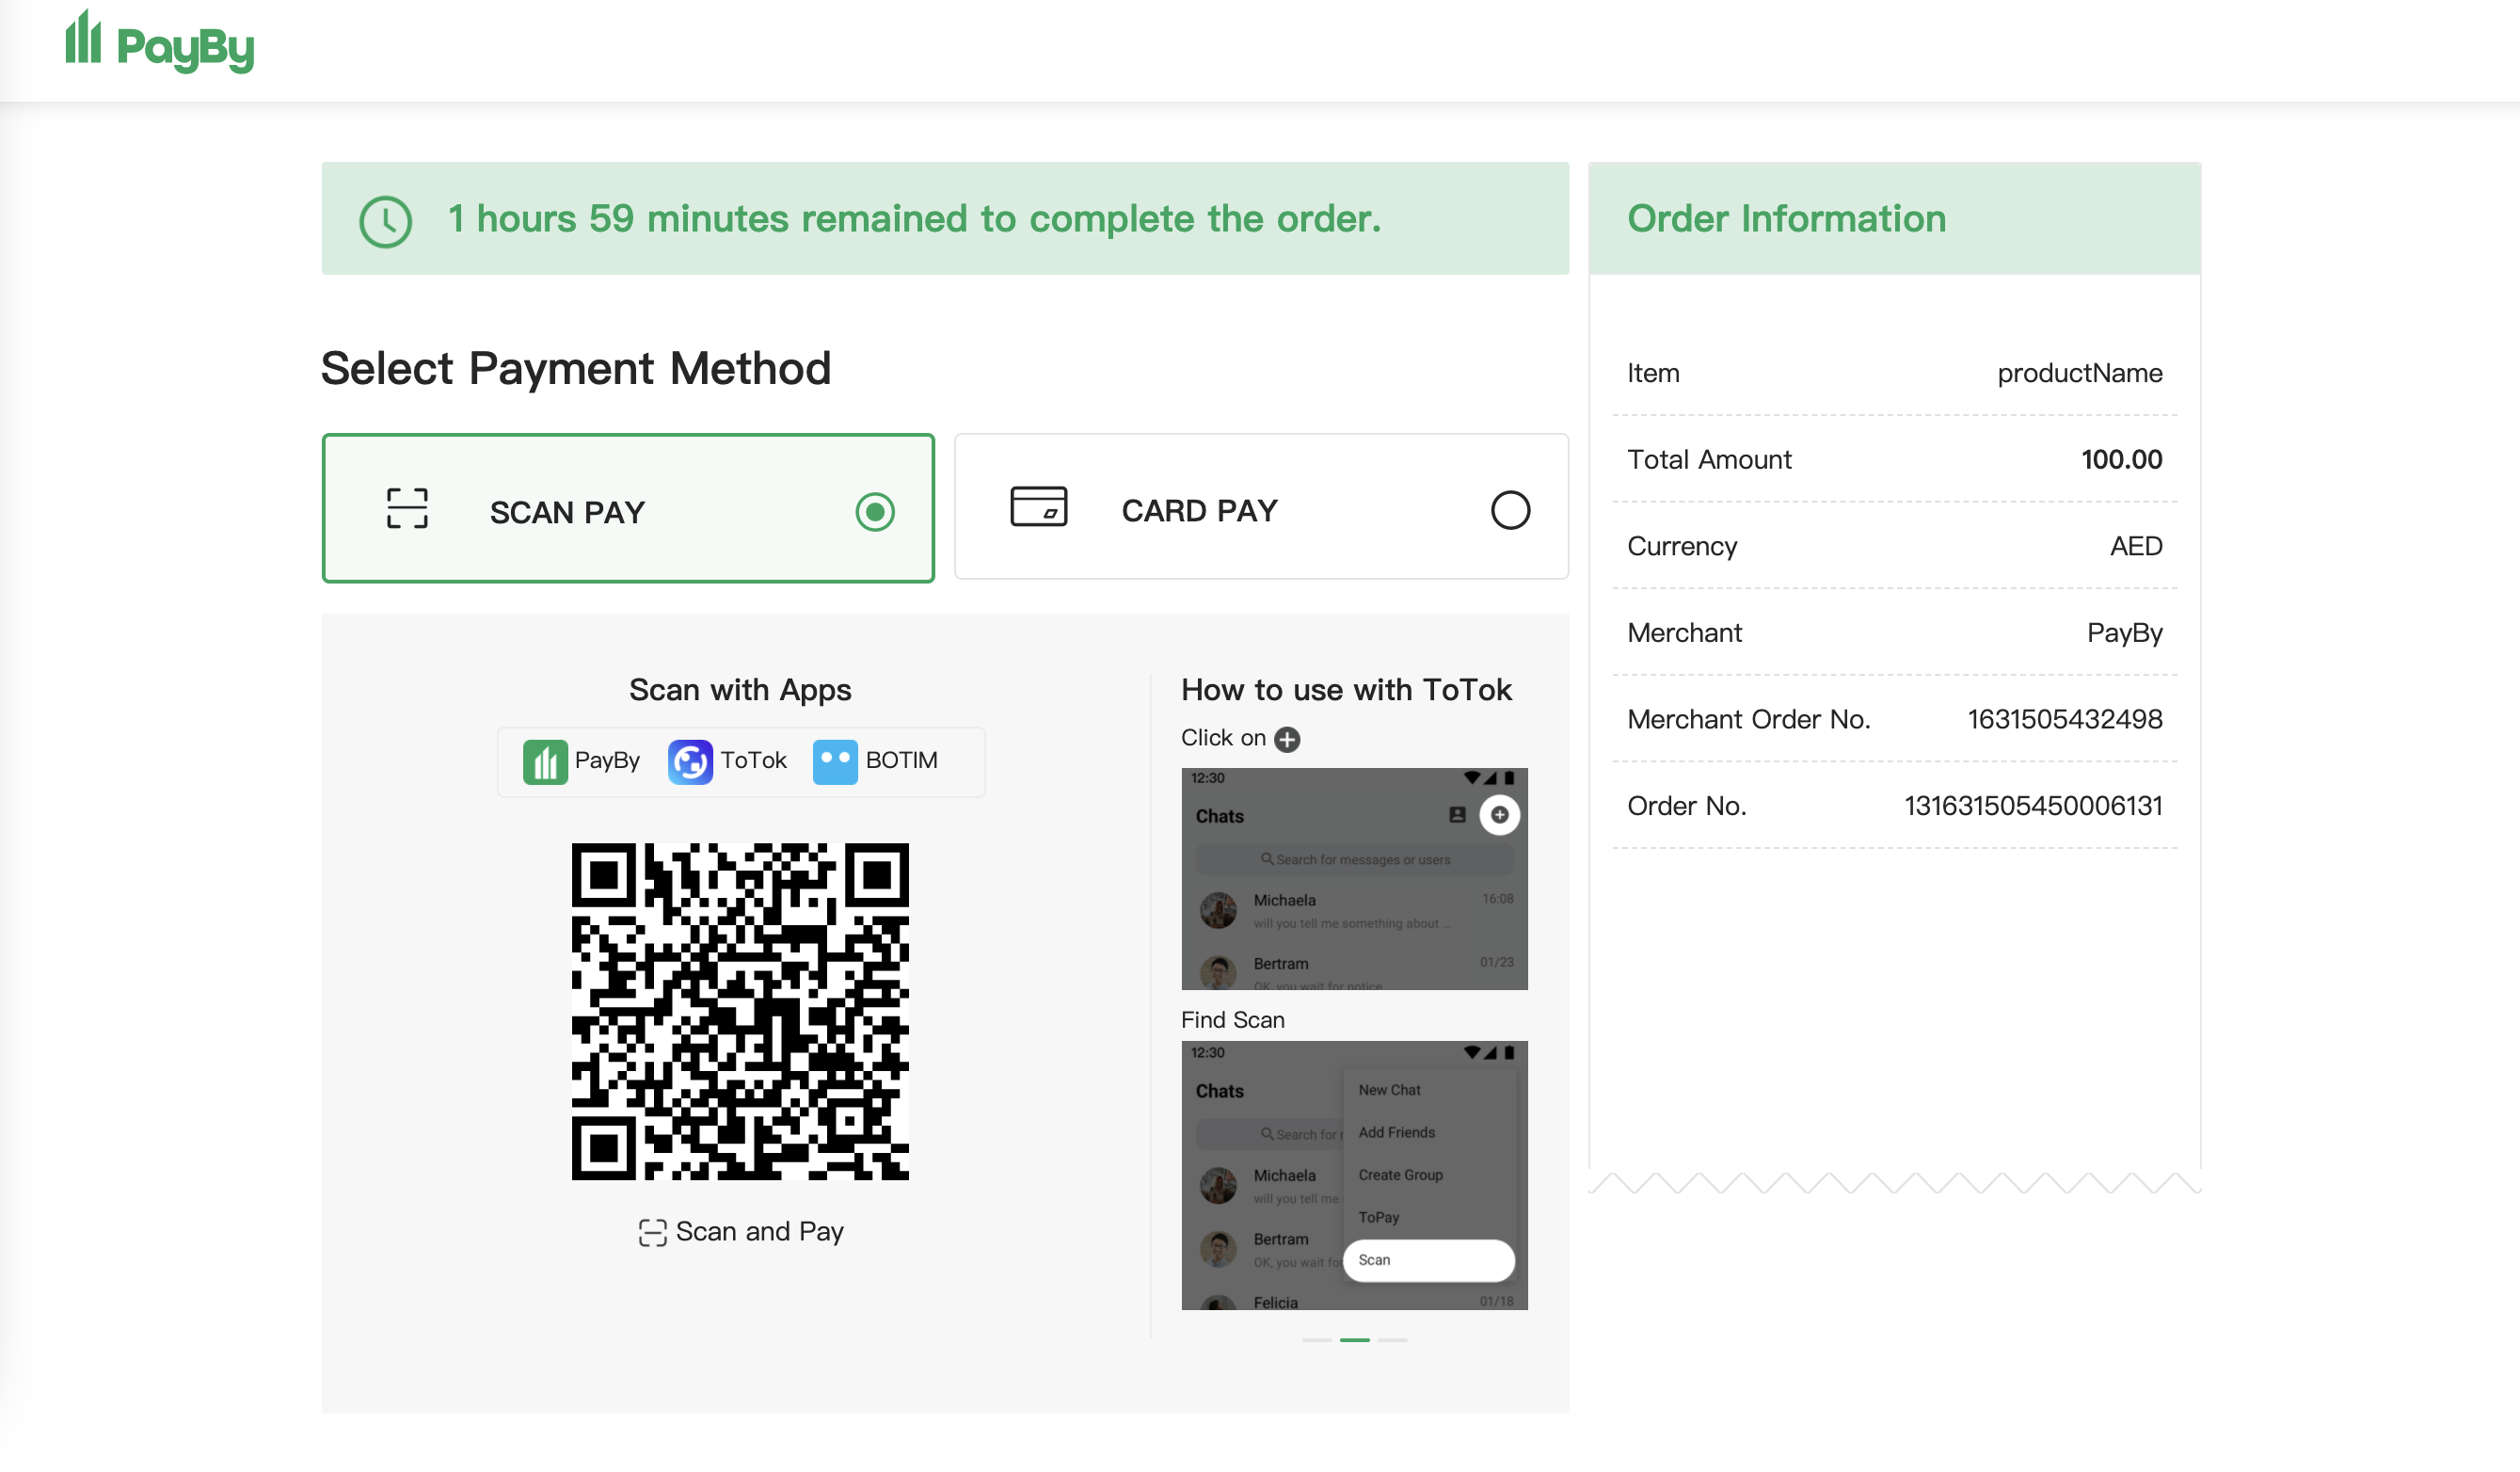 PayBy
1 hours 59 minutes remained to complete the order.
Select Payment Method
SCAN PAY
CARD PAY
Scan with Apps
PayBy ToTok BOTIM
Scan and Pay
How to use with ToTok
Click on
12:30
Chats
Search for messages or users
Michaela 16:08
will you tell me something about ...
Bertram 01/23
OK, you wait for notice
Find Scan
12:30
Chats
New Chat
Search for
Add Friends
Michaela
Create Group
will you tell me
ToPay
Bertram
OK, you wait for
Scan
Felicia 01/18
Order Information
Item productName
Total Amount 100.00
Currency AED
Merchant PayBy
Merchant Order No. 1631505432498
Order No. 131631505450006131